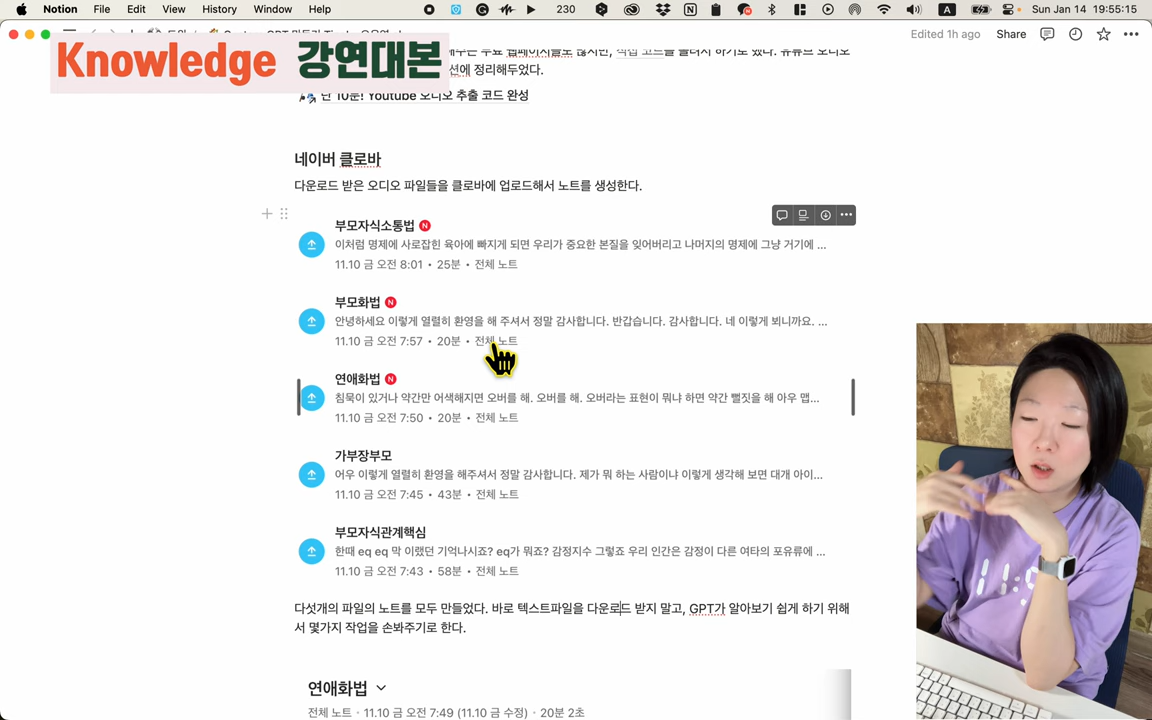 Notion File Edit View History Window Help 230 A Sun Jan 14 19:55:15
Edited 1h ago Share
Knowledge 강연대본
션에 정리해두었다.
단 10분! Youtube 오디오 추출 코드 완성
네이버 클로바
다운로드 받은 오디오 파일들을 클로바에 업로드해서 노트를 생성한다.
부모자식소통법 N
이처럼 명제에 사로잡힌 육아에 빠지게 되면 우리가 중요한 본질을 잊어버리고 나머지의 명제에 그냥 거기에 ...
11.10 금 오전 8:01 • 25분 • 전체 노트
부모화법 N
안녕하세요 이렇게 열렬히 환영을 해 주셔서 정말 감사합니다. 반갑습니다. 감사합니다. 네 이렇게 뵈니까요. ...
11.10 금 오전 7:57 • 20분 • 전체 노트
연애화법 N
침묵이 있거나 약간만 어색해지면 오버를 해. 오버를 해. 오버라는 표현이 뭐냐 하면 약간 뻘짓을 해 아우 맵...
11.10 금 오전 7:50 • 20분 • 전체 노트
가부장부모
어우 이렇게 열렬히 환영을 해주셔서 정말 감사합니다. 제가 뭐 하는 사람이냐 이렇게 생각해 보면 대개 아이...
11.10 금 오전 7:45 • 43분 • 전체 노트
부모자식관계핵심
한때 eq eq 막 이랬던 기억나시죠? eq가 뭐죠? 감정지수 그렇죠 우리 인간은 감정이 다른 여타의 포유류에 ...
11.10 금 오전 7:43 • 58분 • 전체 노트
다섯개의 파일의 노트를 모두 만들었다. 바로 텍스트파일을 다운로드 받지 말고, GPT가 알아보기 쉽게 하기 위해
서 몇가지 작업을 손봐주기로 한다.
연애화법
전체 노트 · 11.10 금 오전 7:49 (11.10 금 수정) · 20분 2초